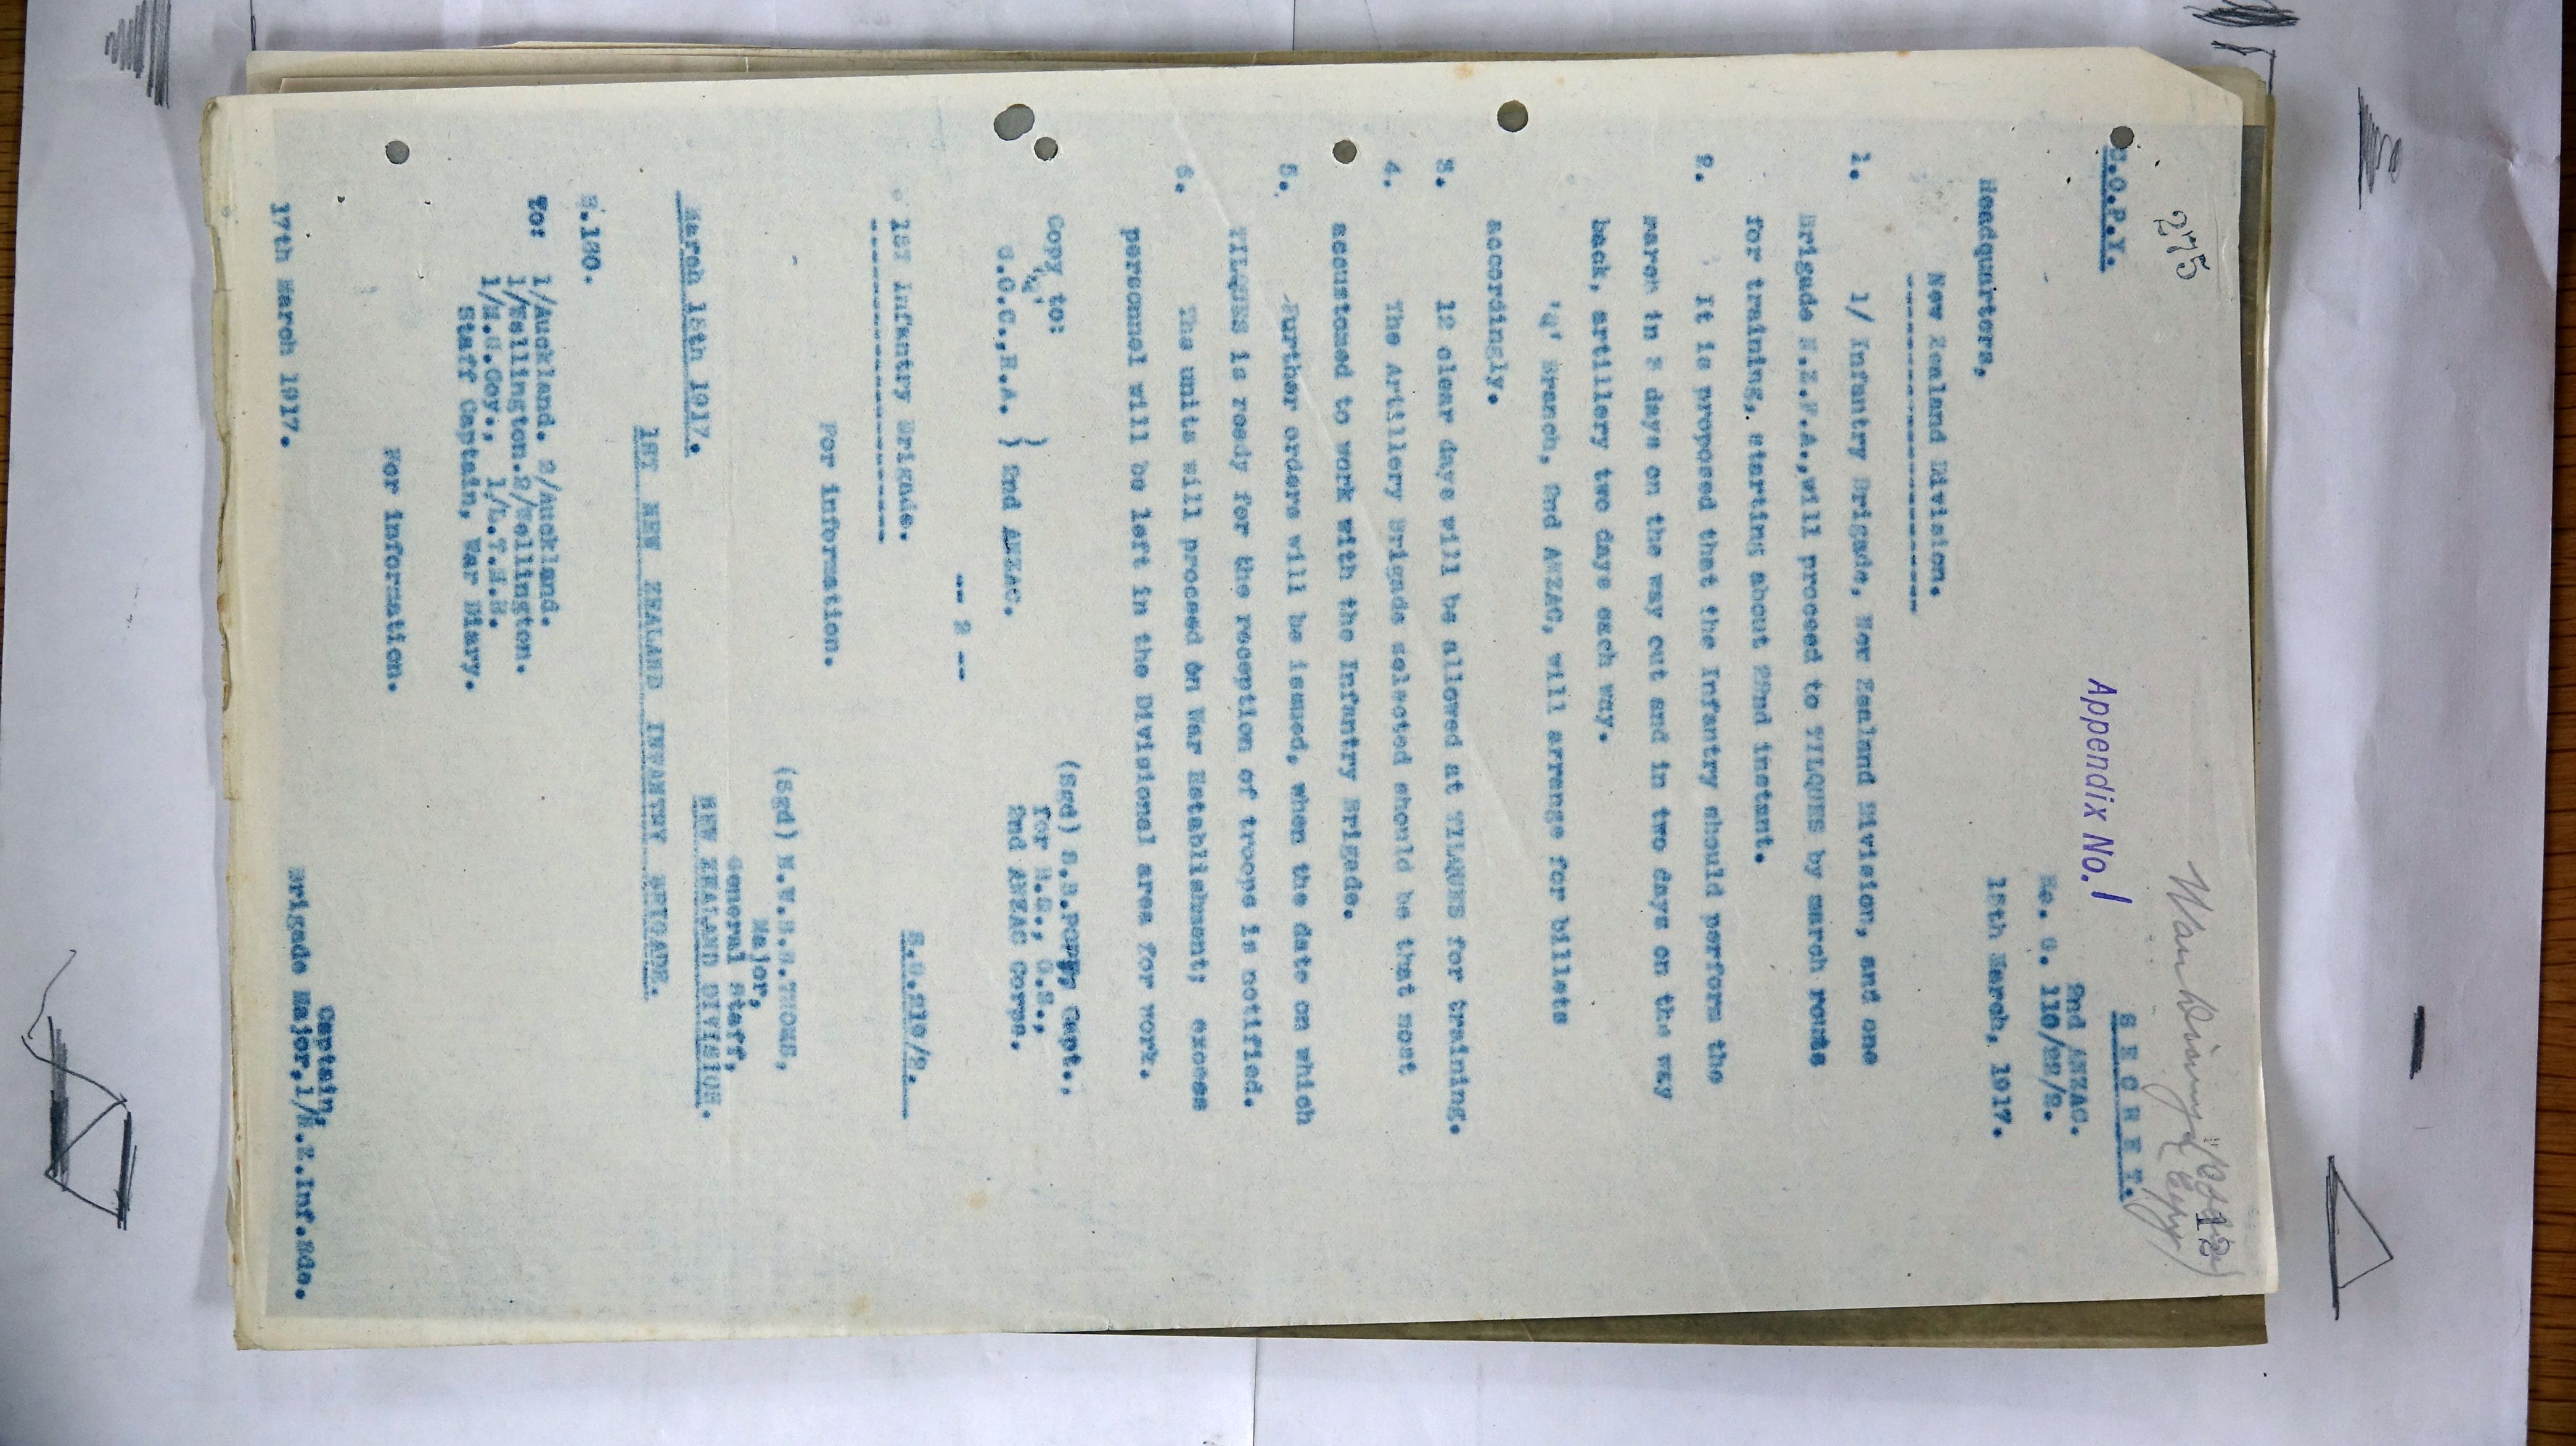 275
War Diary
(Copy)
12
C.O.P.Y.
S E C R E T.
Appendix No. 1
2nd ANZAC.
No. G. 110/22/2.
15th March, 1917.
Headquarters,
New Zealand Division.
1. 1/ Infantry Brigade, New Zealand Division, and one
Brigade N.Z.F.A., will proceed to TILQUES by march route
for training, starting about 22nd instant.
2. It is proposed that the Infantry should perform the
march in 3 days on the way out and in two days on the way
back, artillery two days each way.
'Q' Branch, 2nd ANZAC, will arrange for billets
accordingly.
3. 12 clear days will be allowed at TILQUES for training.
4. The Artillery Brigade selected should be that most
accustomed to work with the Infantry Brigade.
5. Further orders will be issued, when the date on which
TILQUES is ready for the reception of troops is notified.
6. The units will proceed on War Establishment; excess
personnel will be left in the Divisional area for work.
(Sgd) Capt.,
for B.G., G.S.,
2nd ANZAC Corps.
Copy to:
'Q'
G.O.C., R.A. } 2nd ANZAC.
-- 2 --
1ST Infantry Brigade.
For information.
(Sgd) N.W.B.B.THOMS,
Major,
General Staff,
NEW ZEALAND DIVISION.
March 16th 1917.
1ST NEW ZEALAND INFANTRY BRIGADE.
To: 1/Auckland. 2/Auckland.
1/Wellington. 2/Wellington.
1/M.G.Coy., 1/L.T.M.B.
Staff Captain, War Diary.
For information.
Captain,
Brigade Major, 1/N.Z.Inf.Bde.
17th March 1917.